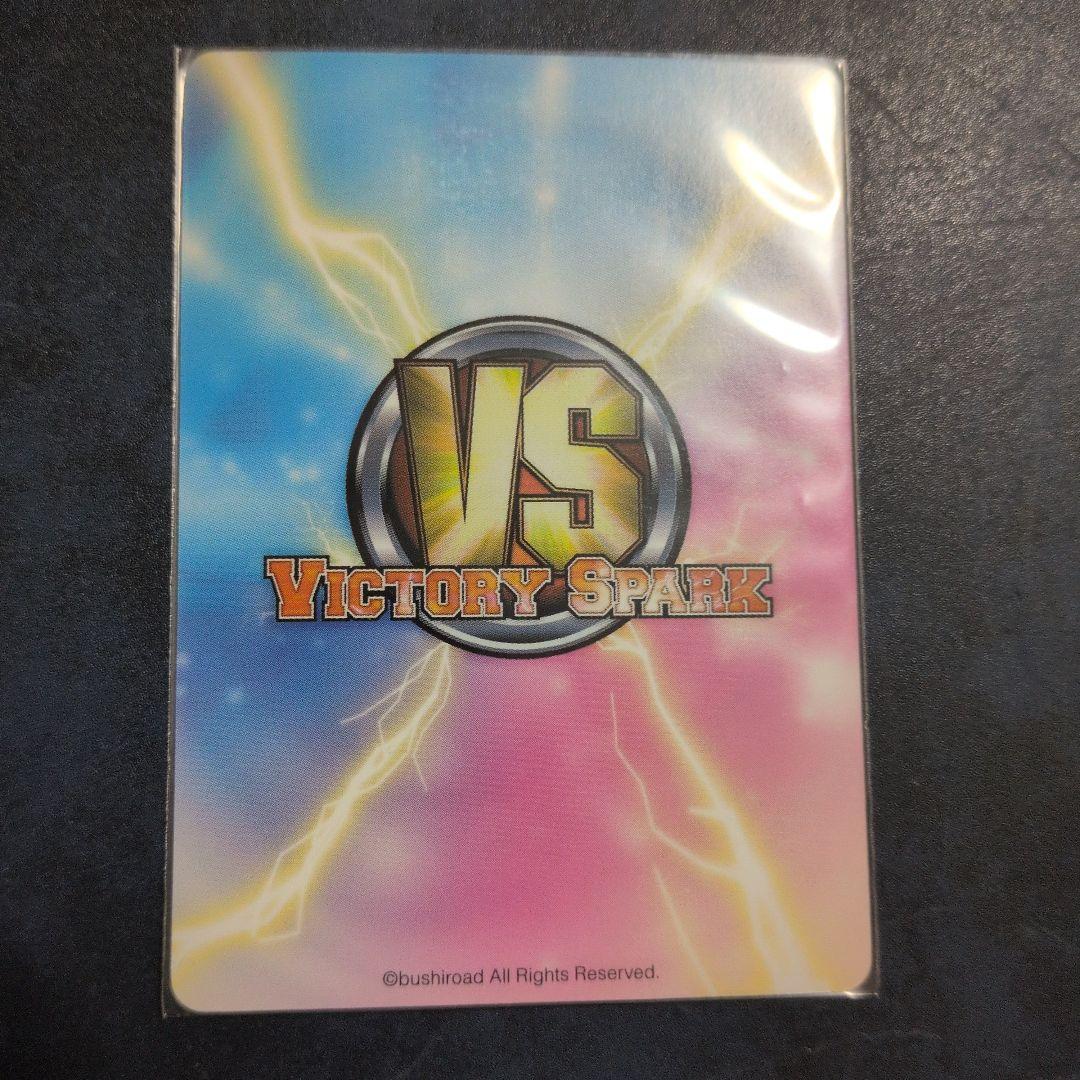 VS
VICTORY SPARK
©bushiroad All Rights Reserved.